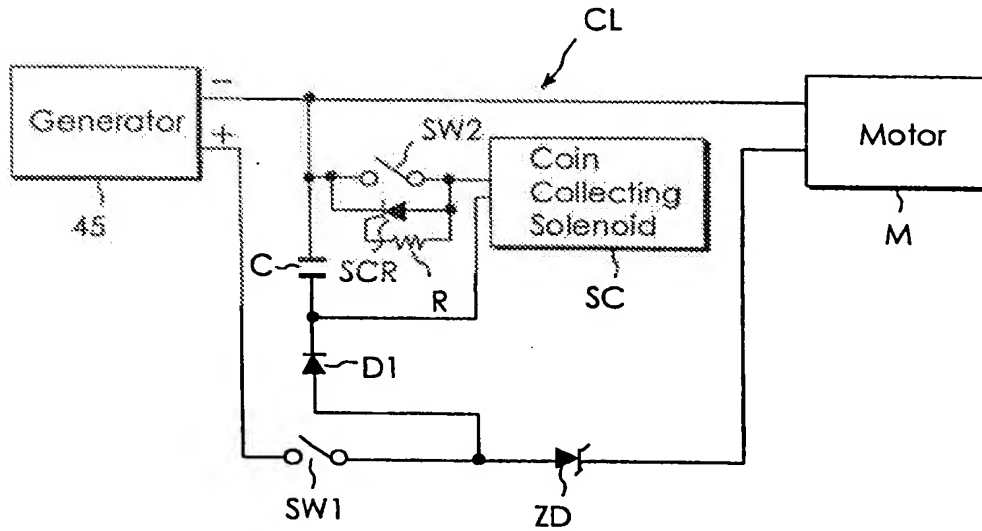 CL
−
Generator
+
45
SW2
Coin
Collecting
Solenoid
Motor
M
C
SCR
R
SC
D1
SW1
ZD